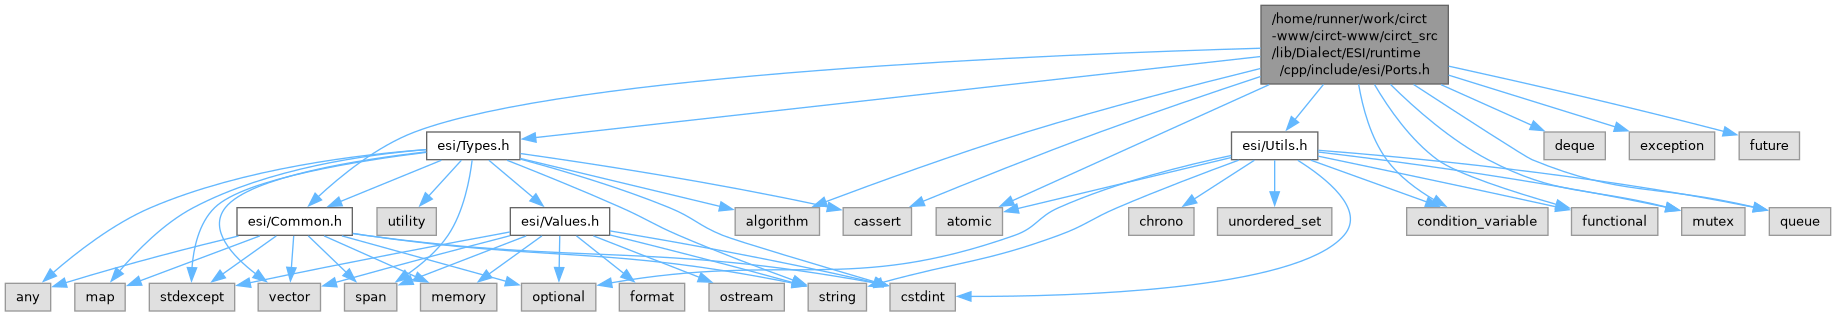 /home/runner/work/circt
-www/circt-www/circt_src
/lib/Dialect/ESI/runtime
/cpp/include/esi/Ports.h
esi/Types.h
esi/Utils.h
deque
exception
future
esi/Common.h
utility
esi/Values.h
algorithm
cassert
atomic
chrono
unordered_set
condition_variable
functional
mutex
queue
any
map
stdexcept
vector
span
memory
optional
format
ostream
string
cstdint